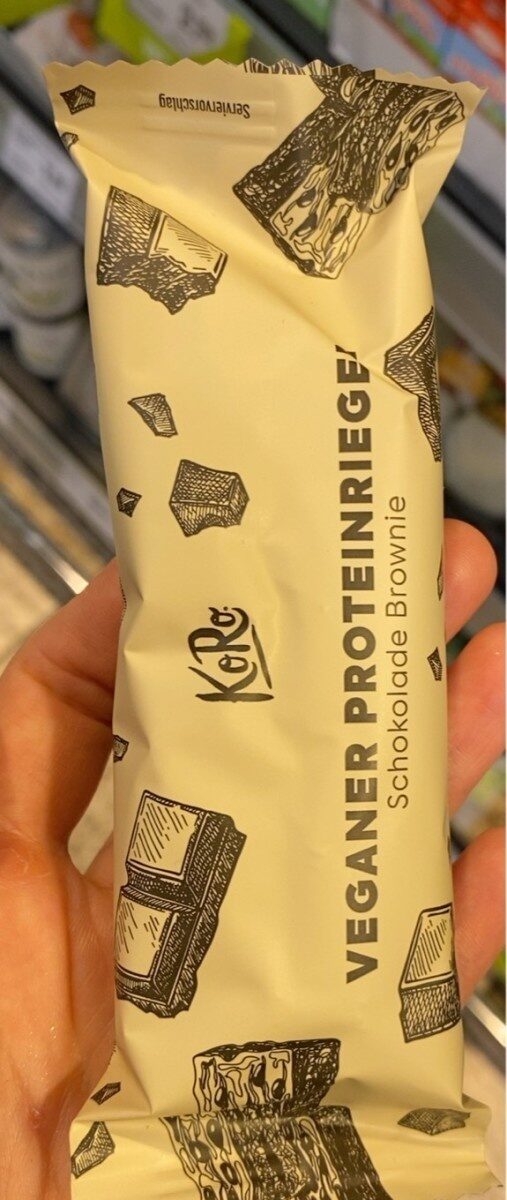 Serviervorschlag
KoRo.
VEGANER PROTEINRIEGEL
Schokolade Brownie